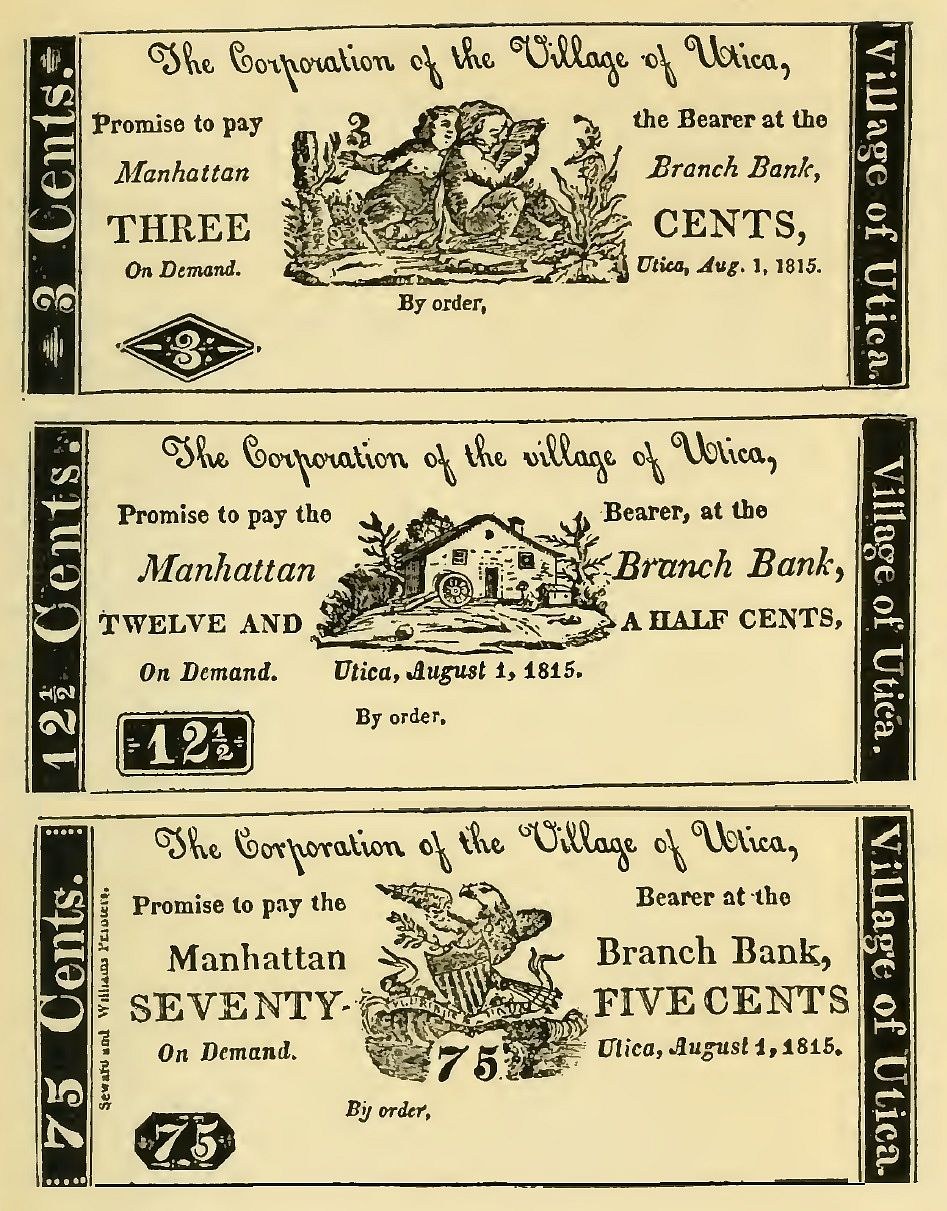 3 Cents.
The Corporation of the Village of Utica,
Promise to pay the Bearer at the
3
Manhattan Branch Bank,
THREE CENTS,
On Demand. Utica, Aug. 1, 1815.
By order,
3
Village of Utica.
12½ Cents.
The Corporation of the village of Utica,
Promise to pay the Bearer, at the
Manhattan Branch Bank,
TWELVE AND A HALF CENTS,
On Demand. Utica, August 1, 1815.
By order,
12½
Village of Utica.
75 Cents.
Seward and Williams Printers.
The Corporation of the Village of Utica,
Promise to pay the Bearer at the
Manhattan Branch Bank,
SEVENTY-FIVE CENTS
On Demand. Utica, August 1, 1815.
75
By order,
75
Village of Utica.